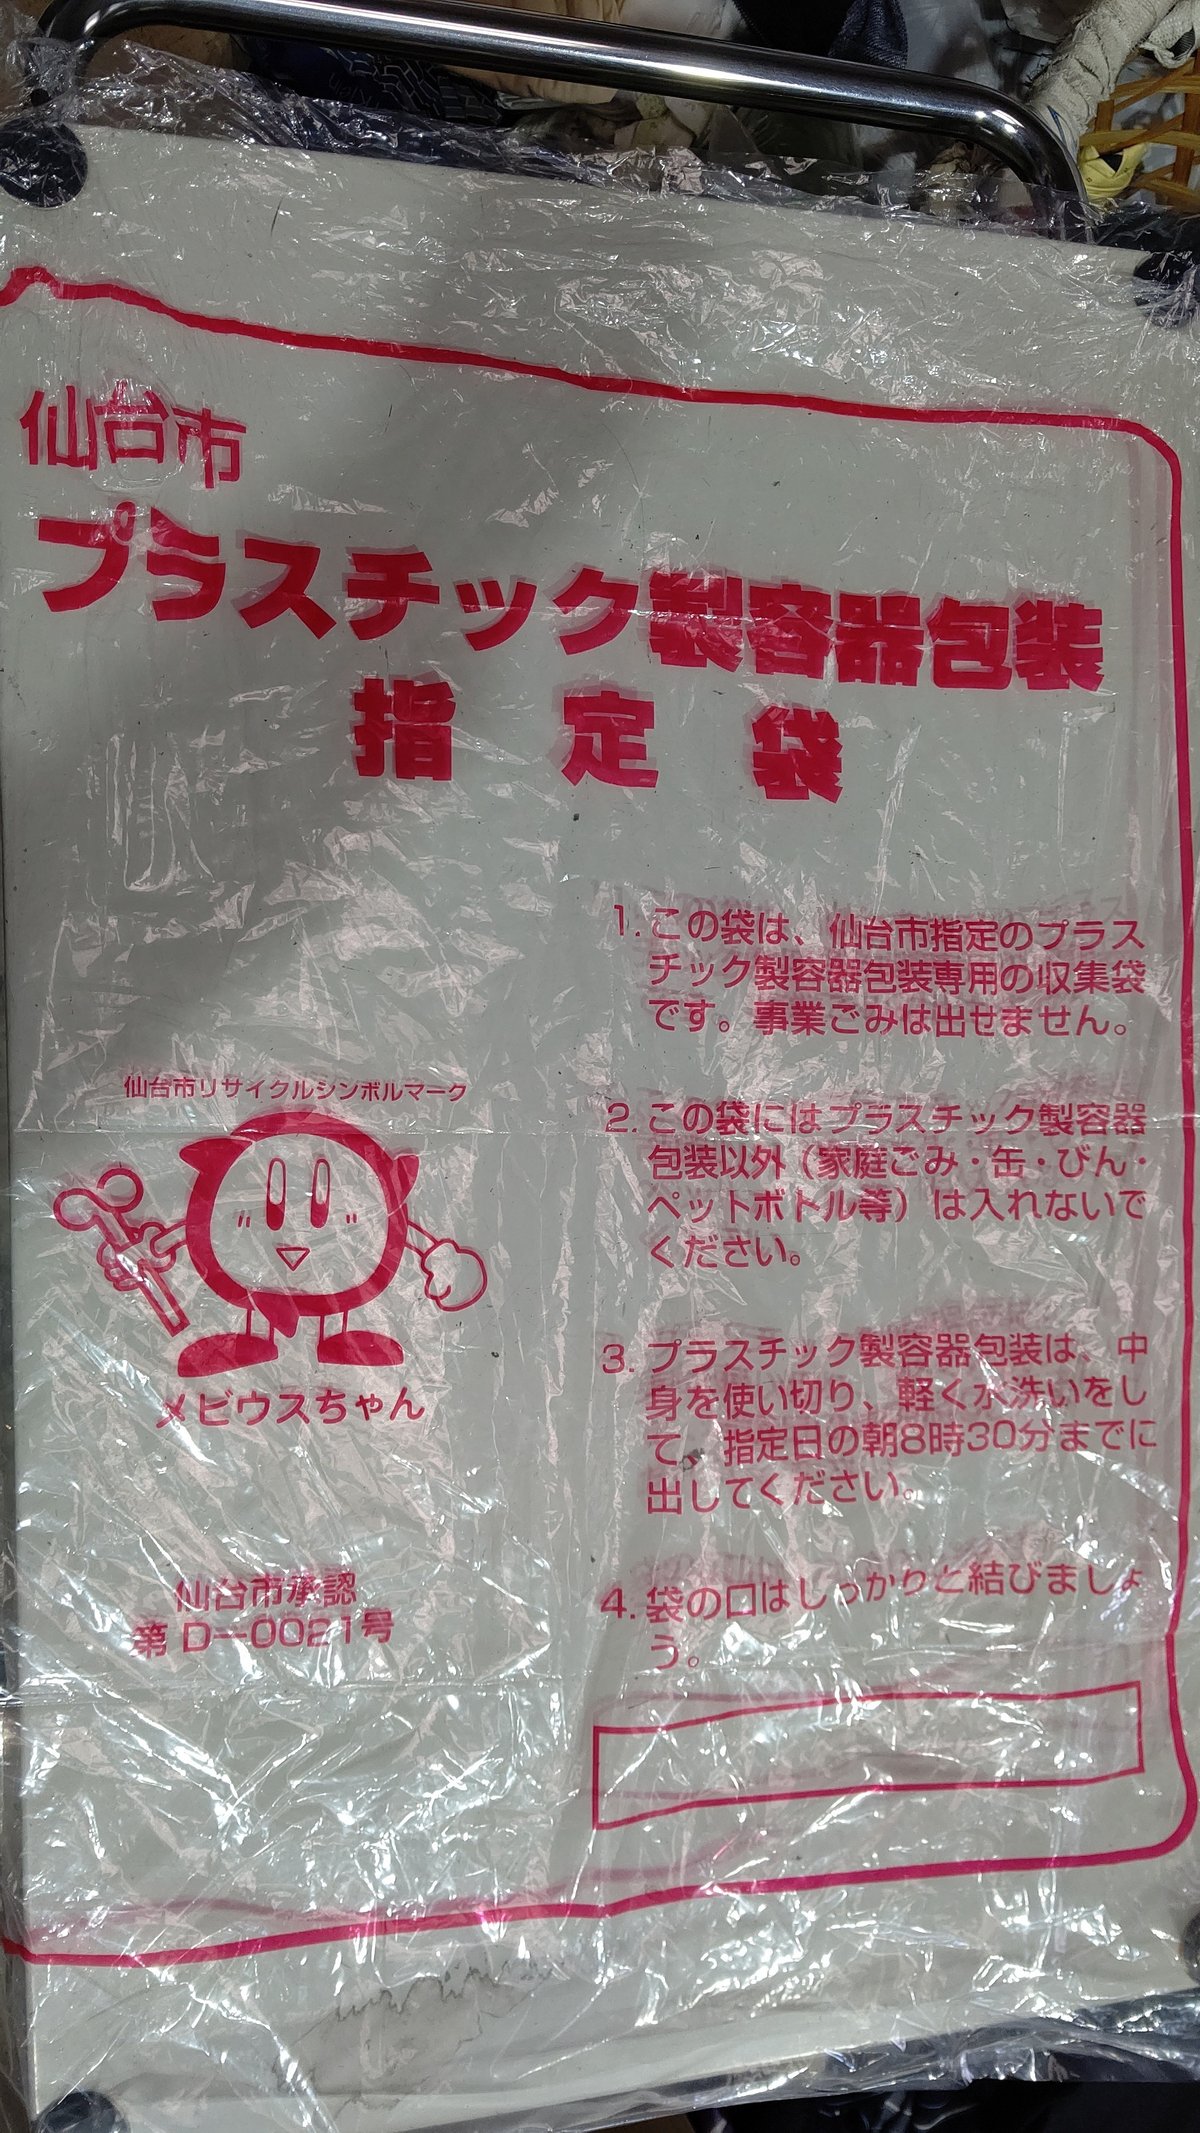 仙台市
プラスチック製容器包装
指定袋
1. この袋は、仙台市指定のプラス
チック製容器包装専用の収集袋
です。事業ごみは出せません。
2. この袋にはプラスチック製容器
包装以外（家庭ごみ・缶・びん・
ペットボトル等）は入れないで
ください。
3. プラスチック製容器包装は、中
身を使い切り、軽く水洗いをし
て、指定日の朝8時30分までに
出してください。
4. 袋の口はしっかりと結びましょ
う。
仙台市リサイクルシンボルマーク
メビウスちゃん
仙台市承認
第 D－0021号